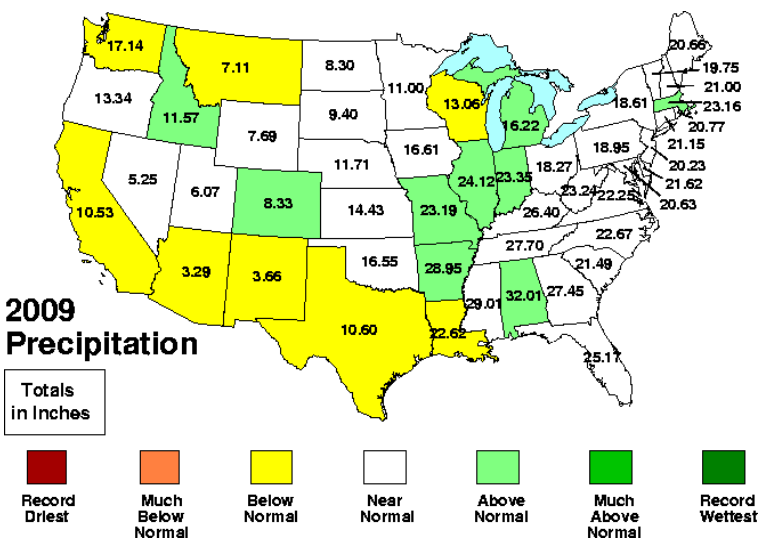 20.66
17.14
7.11
8.30
19.75
11.00
21.00
13.34
13.06
18.61
23.16
11.57
9.40
16.22
20.77
7.69
16.61
18.95
21.15
11.71
18.27
20.23
5.25
6.07
24.12
23.35
21.62
8.33
23.24
22.25
20.63
10.53
14.43
23.19
26.40
22.67
27.70
3.29
3.66
16.55
28.95
21.49
29.01
32.01
27.45
10.60
22.62
25.17
2009
Precipitation
Totals
in Inches
Record
Driest
Much
Below
Normal
Below
Normal
Near
Normal
Above
Normal
Much
Above
Normal
Record
Wettest